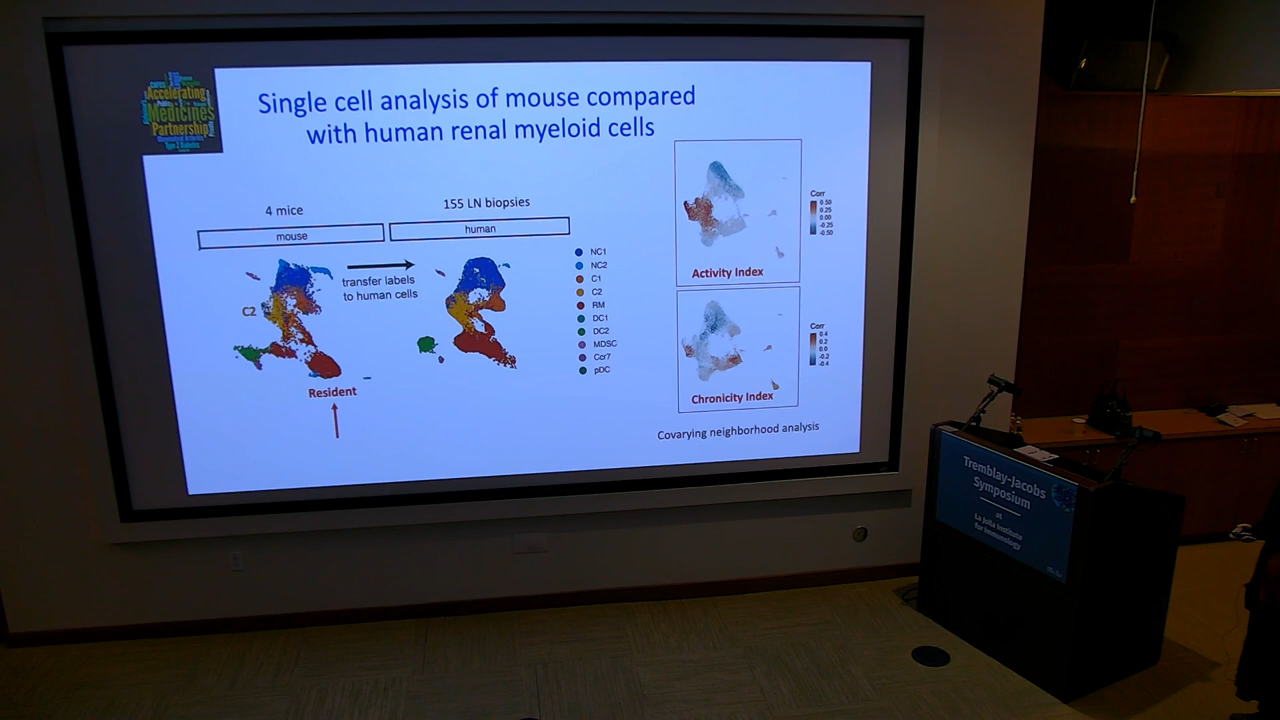 Accelerating
Medicines
Partnership
Type 2 Diabetes
Single cell analysis of mouse compared
with human renal myeloid cells
4 mice
155 LN biopsies
mouse
human
transfer labels
to human cells
C2
Resident
NC1
NC2
C1
C2
RM
DC1
DC2
MDSC
Ccr7
pDC
Activity Index
Corr
0.50
0.25
0.00
-0.25
-0.50
Chronicity Index
Corr
0.4
0.2
0.0
-0.2
-0.4
Covarying neighborhood analysis
Tremblay-Jacobs
Symposium
at
La Jolla Institute
for Immunology